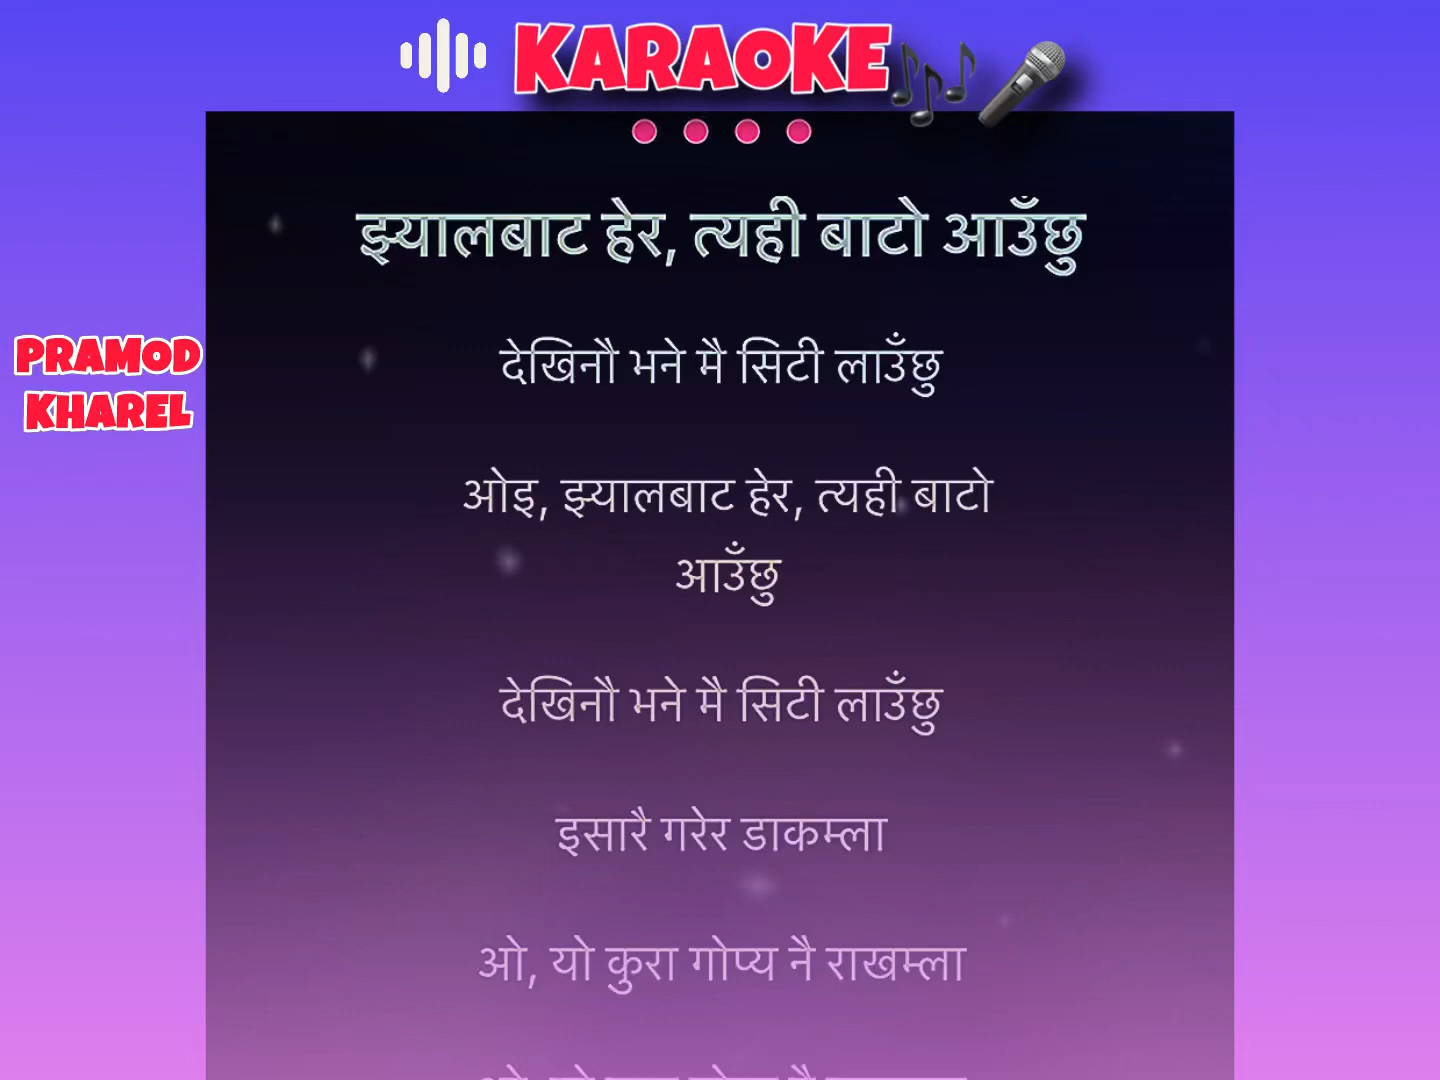 KARAOKE
PRAMOD
KHAREL
झ्यालबाट हेर, त्यही बाटो आउँछु
देखिनौ भने मै सिटी लाउँछु
ओइ, झ्यालबाट हेर, त्यही बाटो
आउँछु
देखिनौ भने मै सिटी लाउँछु
इसारै गरेर डाकम्ला
ओ, यो कुरा गोप्य नै राखम्ला